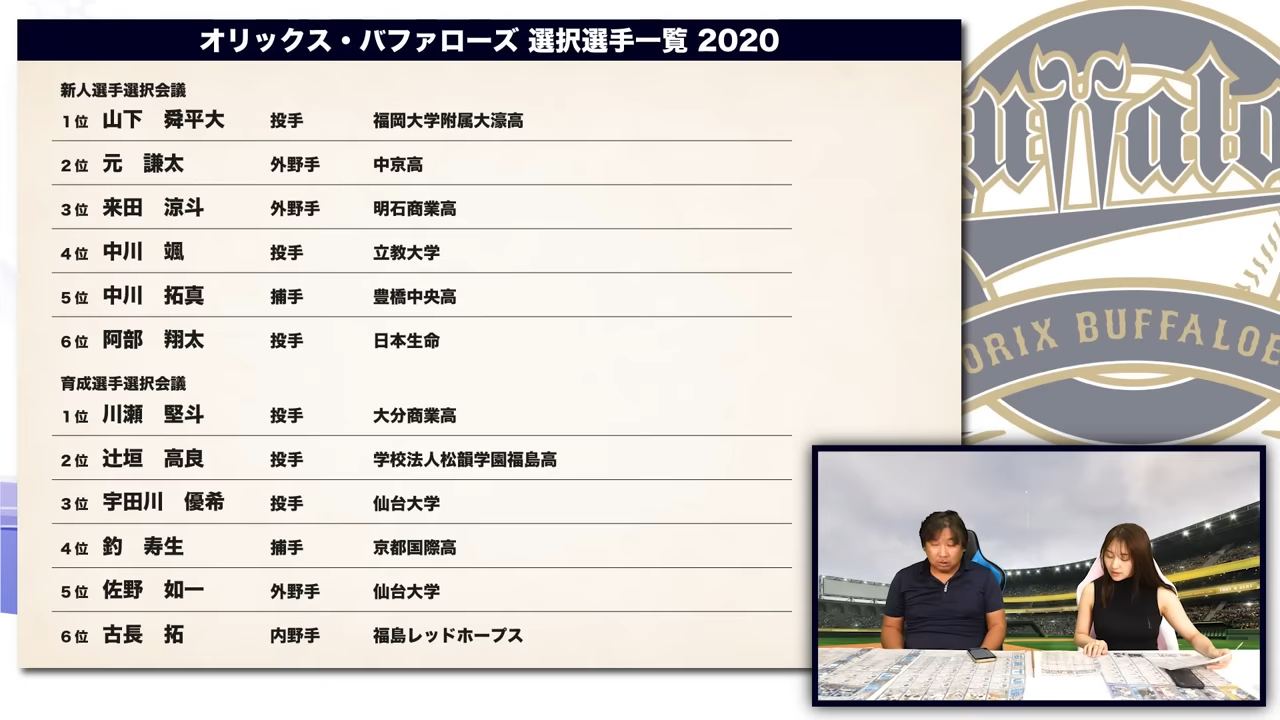 オリックス・バファローズ 選択選手一覧 2020
新人選手選択会議
1位 山下 舜平大 投手 福岡大学附属大濠高
2位 元 謙太 外野手 中京高
3位 来田 涼斗 外野手 明石商業高
4位 中川 颯 投手 立教大学
5位 中川 拓真 捕手 豊橋中央高
6位 阿部 翔太 投手 日本生命
育成選手選択会議
1位 川瀬 堅斗 投手 大分商業高
2位 辻垣 高良 投手 学校法人松韻学園福島高
3位 宇田川 優希 投手 仙台大学
4位 釣 寿生 捕手 京都国際高
5位 佐野 如一 外野手 仙台大学
6位 古長 拓 内野手 福島レッドホープス
uffalo
ORIX BUFFALOE